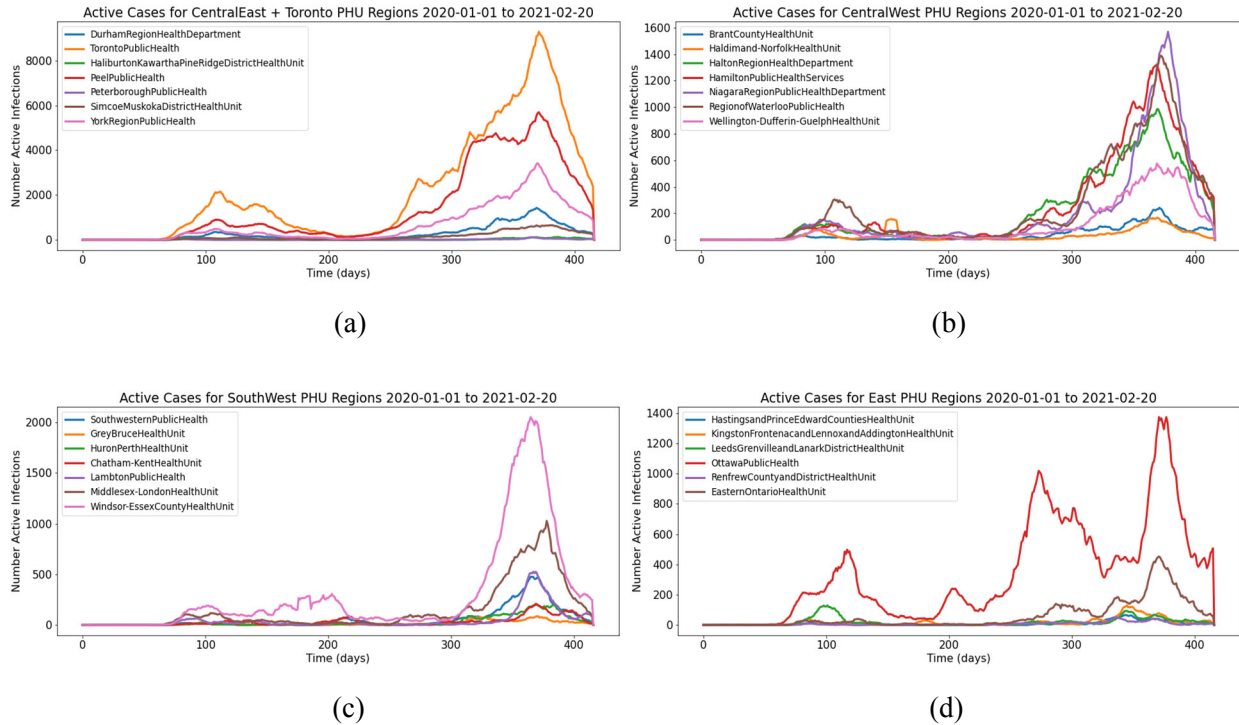 Active Cases for CentralEast + Toronto PHU Regions 2020-01-01 to 2021-02-20
DurhamRegionHealthDepartment
TorontoPublicHealth
HaliburtonKawarthaPineRidgeDistrictHealthUnit
PeelPublicHealth
PeterboroughPublicHealth
SimcoeMuskokaDistrictHealthUnit
YorkRegionPublicHealth
Number Active Infections
8000
6000
4000
2000
0
0 100 200 300 400
Time (days)
(a)
Active Cases for CentralWest PHU Regions 2020-01-01 to 2021-02-20
BrantCountyHealthUnit
Haldimand-NorfolkHealthUnit
HaltonRegionHealthDepartment
HamiltonPublicHealthServices
NiagaraRegionPublicHealthDepartment
RegionofWaterlooPublicHealth
Wellington-Dufferin-GuelphHealthUnit
Number Active Infections
1600
1400
1200
1000
800
600
400
200
0
0 100 200 300 400
Time (days)
(b)
Active Cases for SouthWest PHU Regions 2020-01-01 to 2021-02-20
SouthwesternPublicHealth
GreyBruceHealthUnit
HuronPerthHealthUnit
Chatham-KentHealthUnit
LambtonPublicHealth
Middlesex-LondonHealthUnit
Windsor-EssexCountyHealthUnit
Number Active Infections
2000
1500
1000
500
0
0 100 200 300 400
Time (days)
(c)
Active Cases for East PHU Regions 2020-01-01 to 2021-02-20
HastingsandPrinceEdwardCountiesHealthUnit
KingstonFrontenacandLennoxandAddingtonHealthUnit
LeedsGrenvilleandLanarkDistrictHealthUnit
OttawaPublicHealth
RenfrewCountyandDistrictHealthUnit
EasternOntarioHealthUnit
Number Active Infections
1400
1200
1000
800
600
400
200
0
0 100 200 300 400
Time (days)
(d)